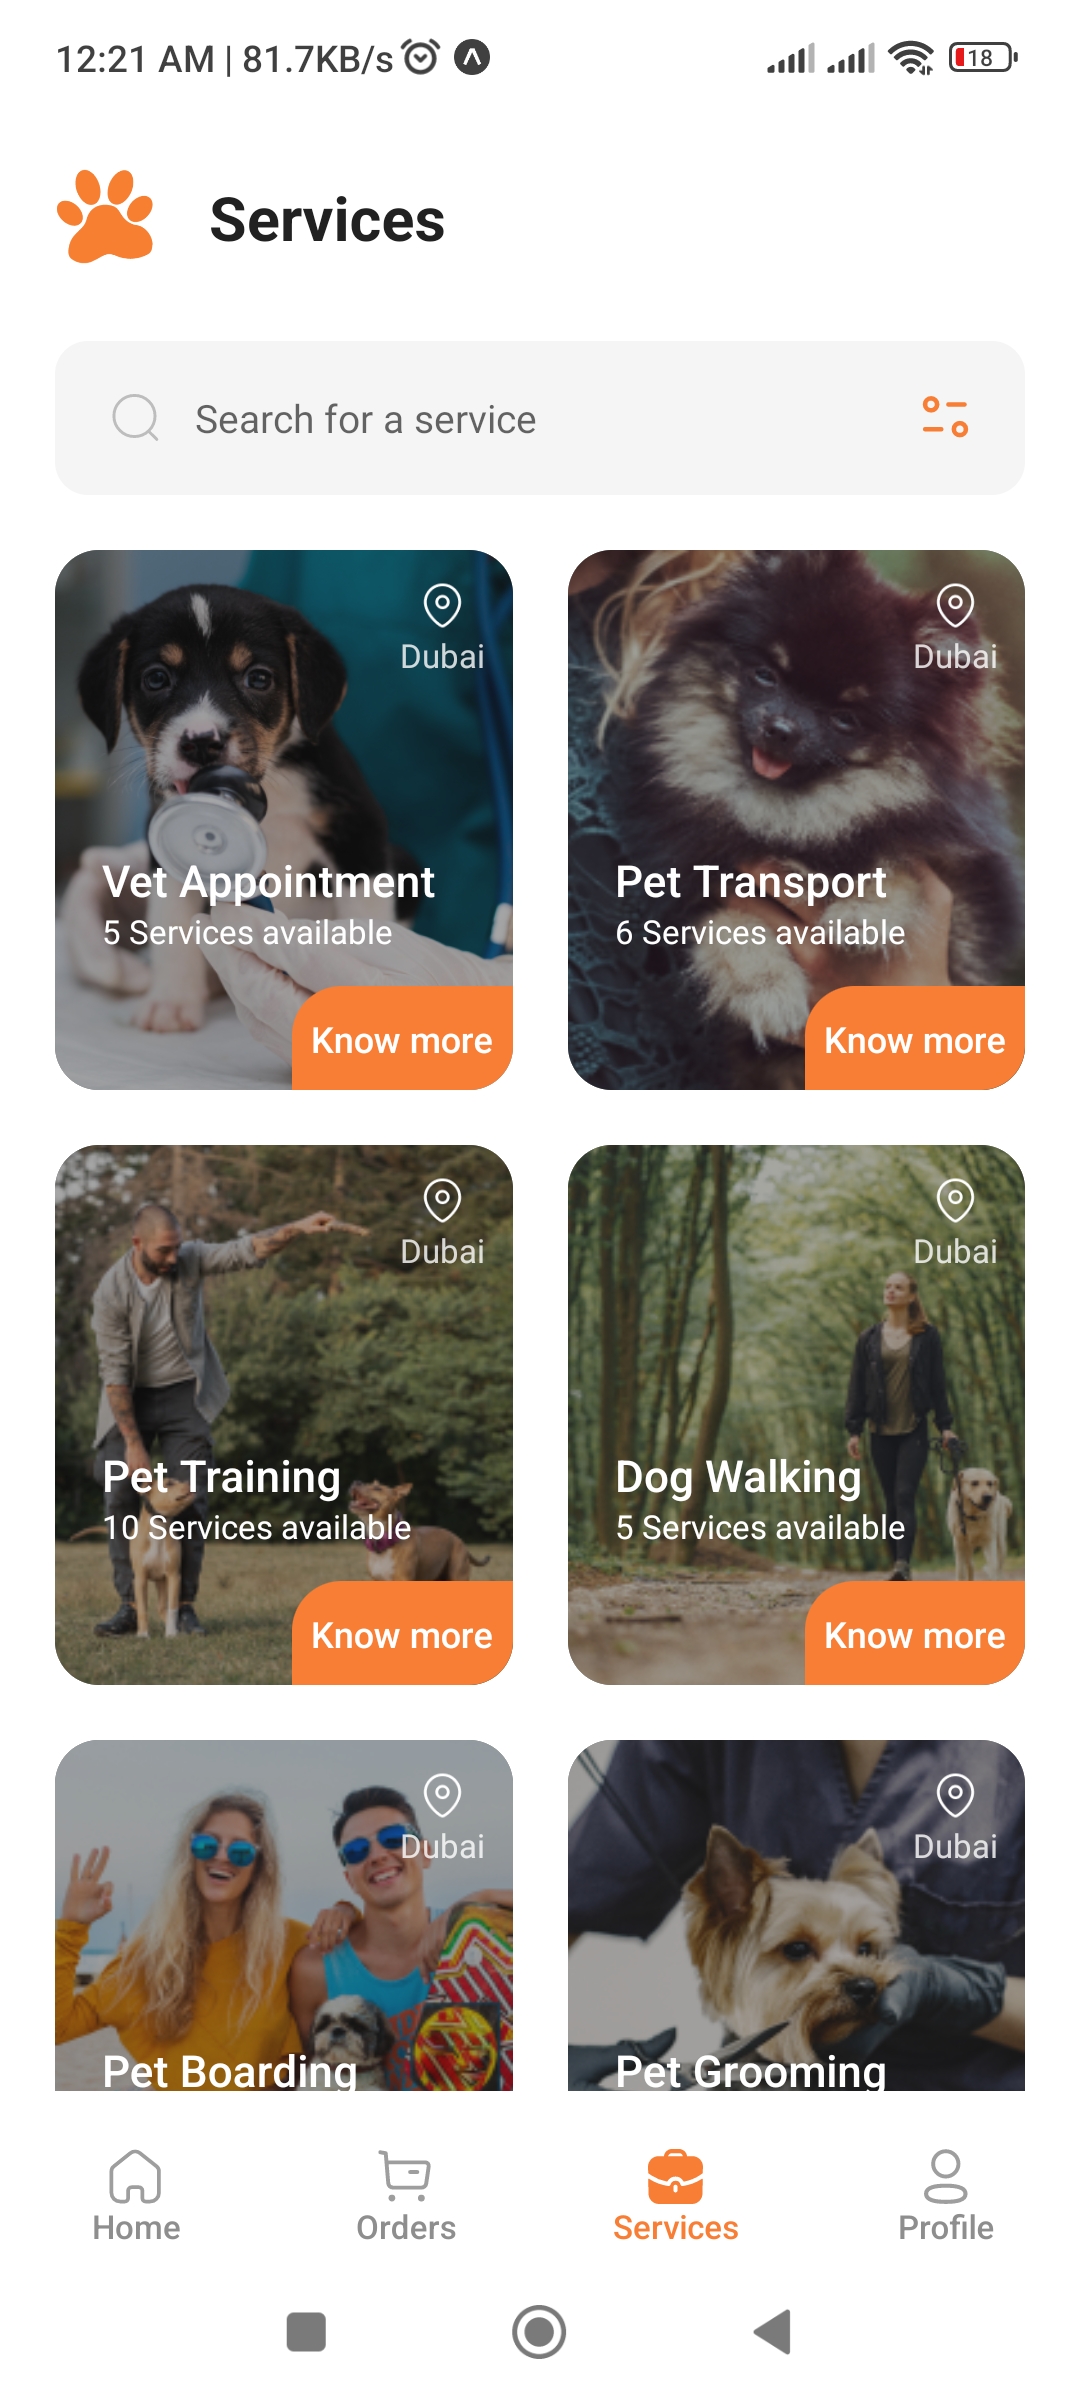 12:21 AM | 81.7KB/s
18
Services
Search for a service
Dubai
Vet Appointment
5 Services available
Know more
Dubai
Pet Transport
6 Services available
Know more
Dubai
Pet Training
10 Services available
Know more
Dubai
Dog Walking
5 Services available
Know more
Dubai
Pet Boarding
Dubai
Pet Grooming
Home
Orders
Services
Profile